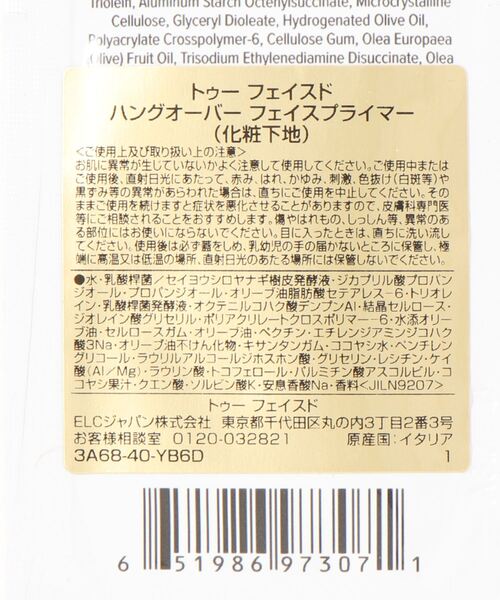 Triolein, Aluminum Starch Octenylsuccinate, Microcrystalline
Cellulose, Glyceryl Dioleate, Hydrogenated Olive Oil,
Polyacrylate Crosspolymer-6, Cellulose Gum, Olea Europaea
(Olive) Fruit Oil, Trisodium Ethylenediamine Disuccinate, Olea
トゥー フェイスド
ハングオーバー フェイスプライマー
(化粧下地)
<ご使用上及び取り扱い上の注意>
お肌に異常が生じていないかよく注意して使用してください。ご使用中または
ご使用後、直射日光にあたって、赤み、はれ、かゆみ、刺激、色抜け(白斑等)や
黒ずみ等の異常があらわれた場合は、直ちにご使用を中止してください。その
ままご使用を続けますと症状を悪化させることがありますので、皮膚科専門医
等にご相談されることをおすすめします。傷やはれもの、しっしん等、異常のあ
る部位にはお使いにならないでください。目に入ったときは、直ちに洗い流し
てください。使用後は必ず蓋をしめ、乳幼児の手の届かないところに保管し、極
端に高温又は低温の場所、直射日光のあたる場所には保管しないでください。
●水・乳酸桿菌/セイヨウシロヤナギ樹皮発酵液・ジカプリル酸プロパン
ジオール・プロパンジオール・オリーブ油脂肪酸セテアレス-6・トリオレ
イン・乳酸桿菌発酵液・オクテニルコハク酸デンプンAl・結晶セルロース・
ジオレイン酸グリセリル・ポリアクリレートクロスポリマー-6・水添オリ
ーブ油・セルロースガム・オリーブ油・ペクチン・エチレンジアミンジコハク
酸3Na・オリーブ油不けん化物・キサンタンガム・ココヤシ水・ペンチレン
グリコール・ラウリルアルコールジホスホン酸・グリセリン・レシチン・ケイ
酸(Al/Mg)・ラウリン酸・トコフェロール・パルミチン酸アスコルビル・コ
コヤシ果汁・クエン酸・ソルビン酸K・安息香酸Na・香料<JILN9207>
トゥー フェイスド
ELCジャパン株式会社 東京都千代田区丸の内3丁目2番3号
お客様相談室 0120-032821 原産国:イタリア
3A68-40-YB6D 1
6 51986 97307 1